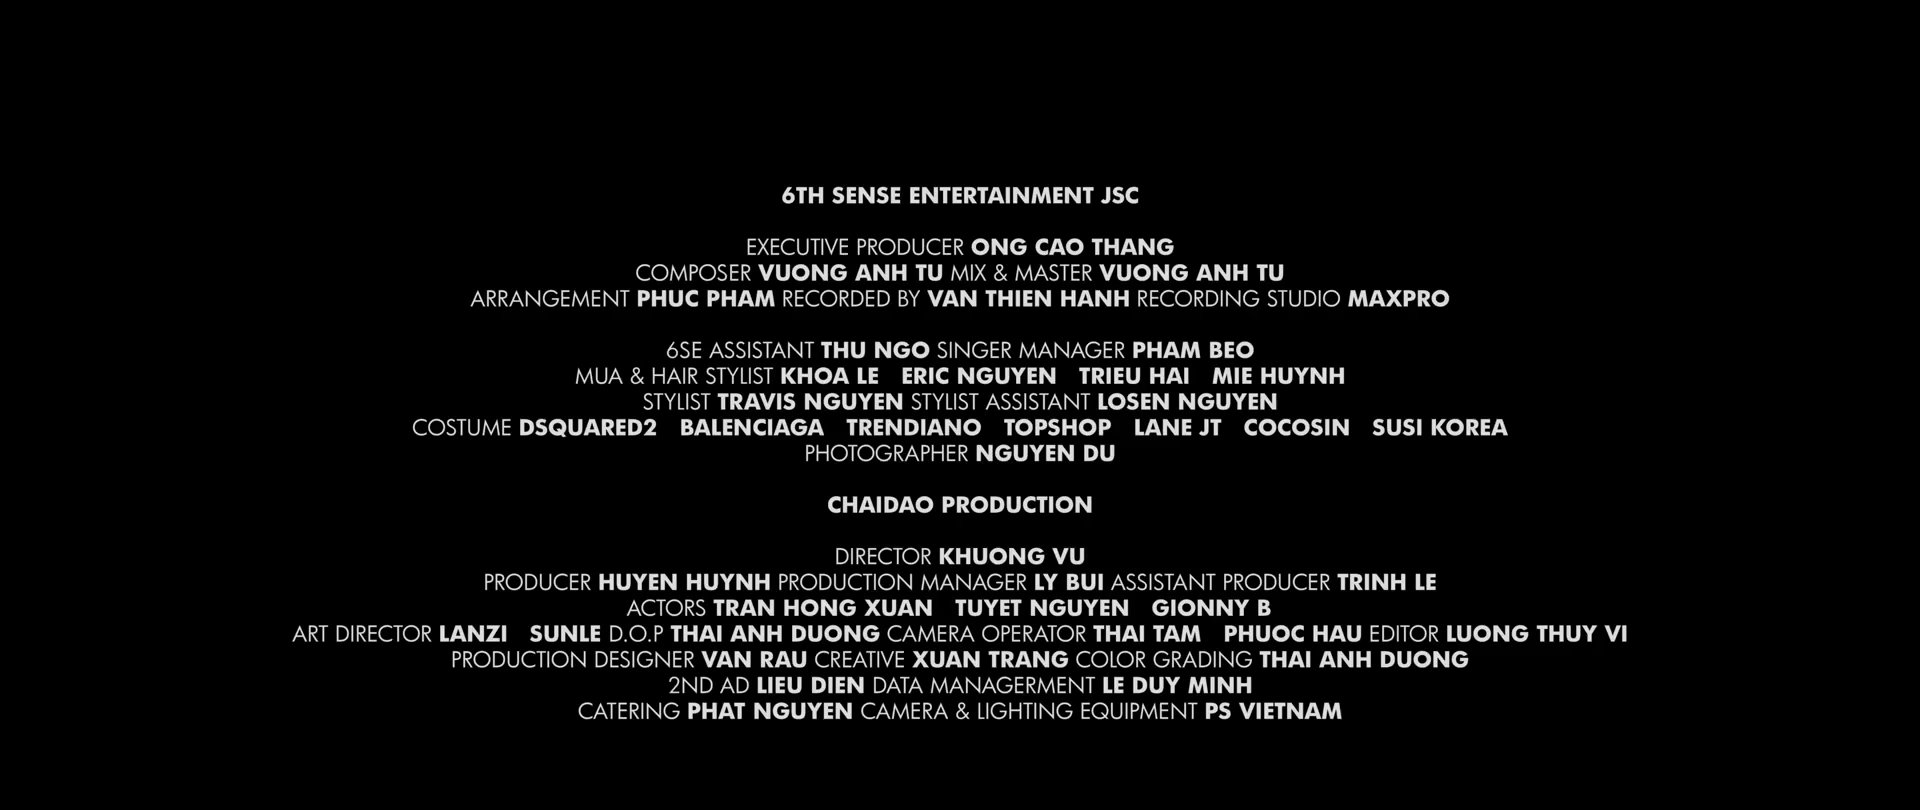 6TH SENSE ENTERTAINMENT JSC
EXECUTIVE PRODUCER ONG CAO THANG
COMPOSER VUONG ANH TU MIX & MASTER VUONG ANH TU
ARRANGEMENT PHUC PHAM RECORDED BY VAN THIEN HANH RECORDING STUDIO MAXPRO
6SE ASSISTANT THU NGO SINGER MANAGER PHAM BEO
MUA & HAIR STYLIST KHOA LE ERIC NGUYEN TRIEU HAI MIE HUYNH
STYLIST TRAVIS NGUYEN STYLIST ASSISTANT LOSEN NGUYEN
COSTUME DSQUARED2 BALENCIAGA TRENDIANO TOPSHOP LANE JT COCOSIN SUSI KOREA
PHOTOGRAPHER NGUYEN DU
CHAIDAO PRODUCTION
DIRECTOR KHUONG VU
PRODUCER HUYEN HUYNH PRODUCTION MANAGER LY BUI ASSISTANT PRODUCER TRINH LE
ACTORS TRAN HONG XUAN TUYET NGUYEN GIONNY B
ART DIRECTOR LANZI SUNLE D.O.P THAI ANH DUONG CAMERA OPERATOR THAI TAM PHUOC HAU EDITOR LUONG THUY VI
PRODUCTION DESIGNER VAN RAU CREATIVE XUAN TRANG COLOR GRADING THAI ANH DUONG
2ND AD LIEU DIEN DATA MANAGERMENT LE DUY MINH
CATERING PHAT NGUYEN CAMERA & LIGHTING EQUIPMENT PS VIETNAM